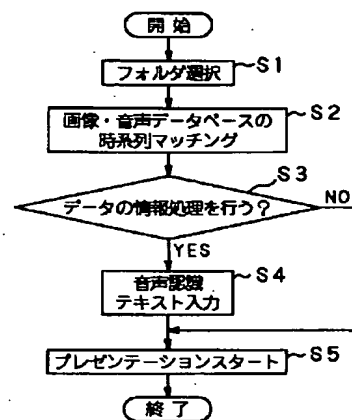 開始
フォルダ選択
S1
画像・音声データベースの
時系列マッチング
S2
データの情報処理を行う?
S3
NO
YES
音声認識
テキスト入力
S4
プレゼンテーションスタート
S5
終了